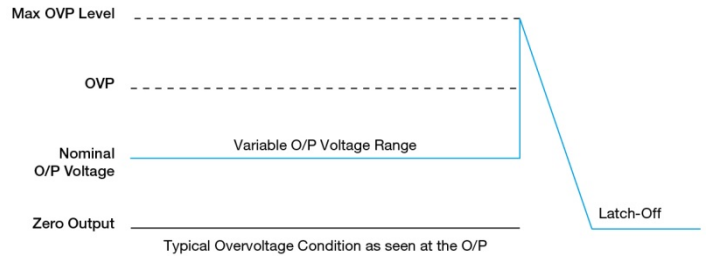 Max OVP Level
OVP
Variable O/P Voltage Range
Nominal
O/P Voltage
Latch-Off
Zero Output
Typical Overvoltage Condition as seen at the O/P